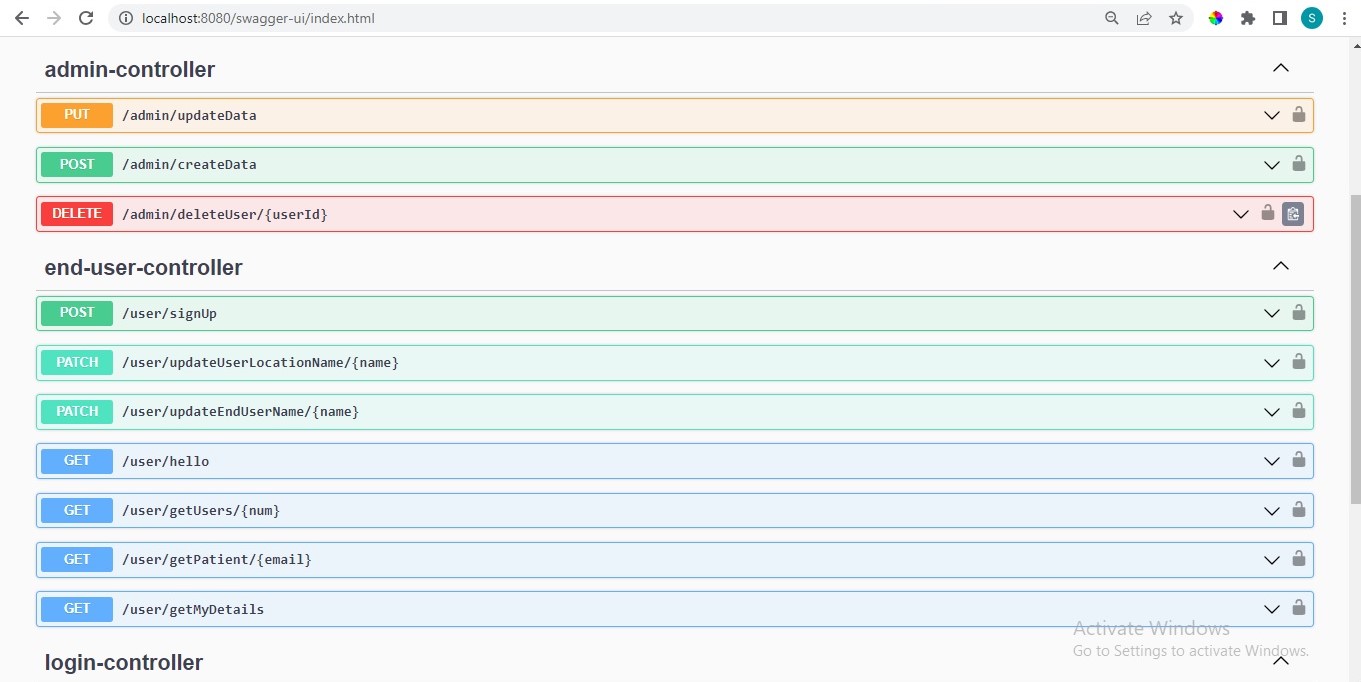 localhost:8080/swagger-ui/index.html
S
admin-controller
PUT /admin/updateData
POST /admin/createData
DELETE /admin/deleteUser/{userId}
end-user-controller
POST /user/signUp
PATCH /user/updateUserLocationName/{name}
PATCH /user/updateEndUserName/{name}
GET /user/hello
GET /user/getUsers/{num}
GET /user/getPatient/{email}
GET /user/getMyDetails
Activate Windows
Go to Settings to activate Windows.
login-controller